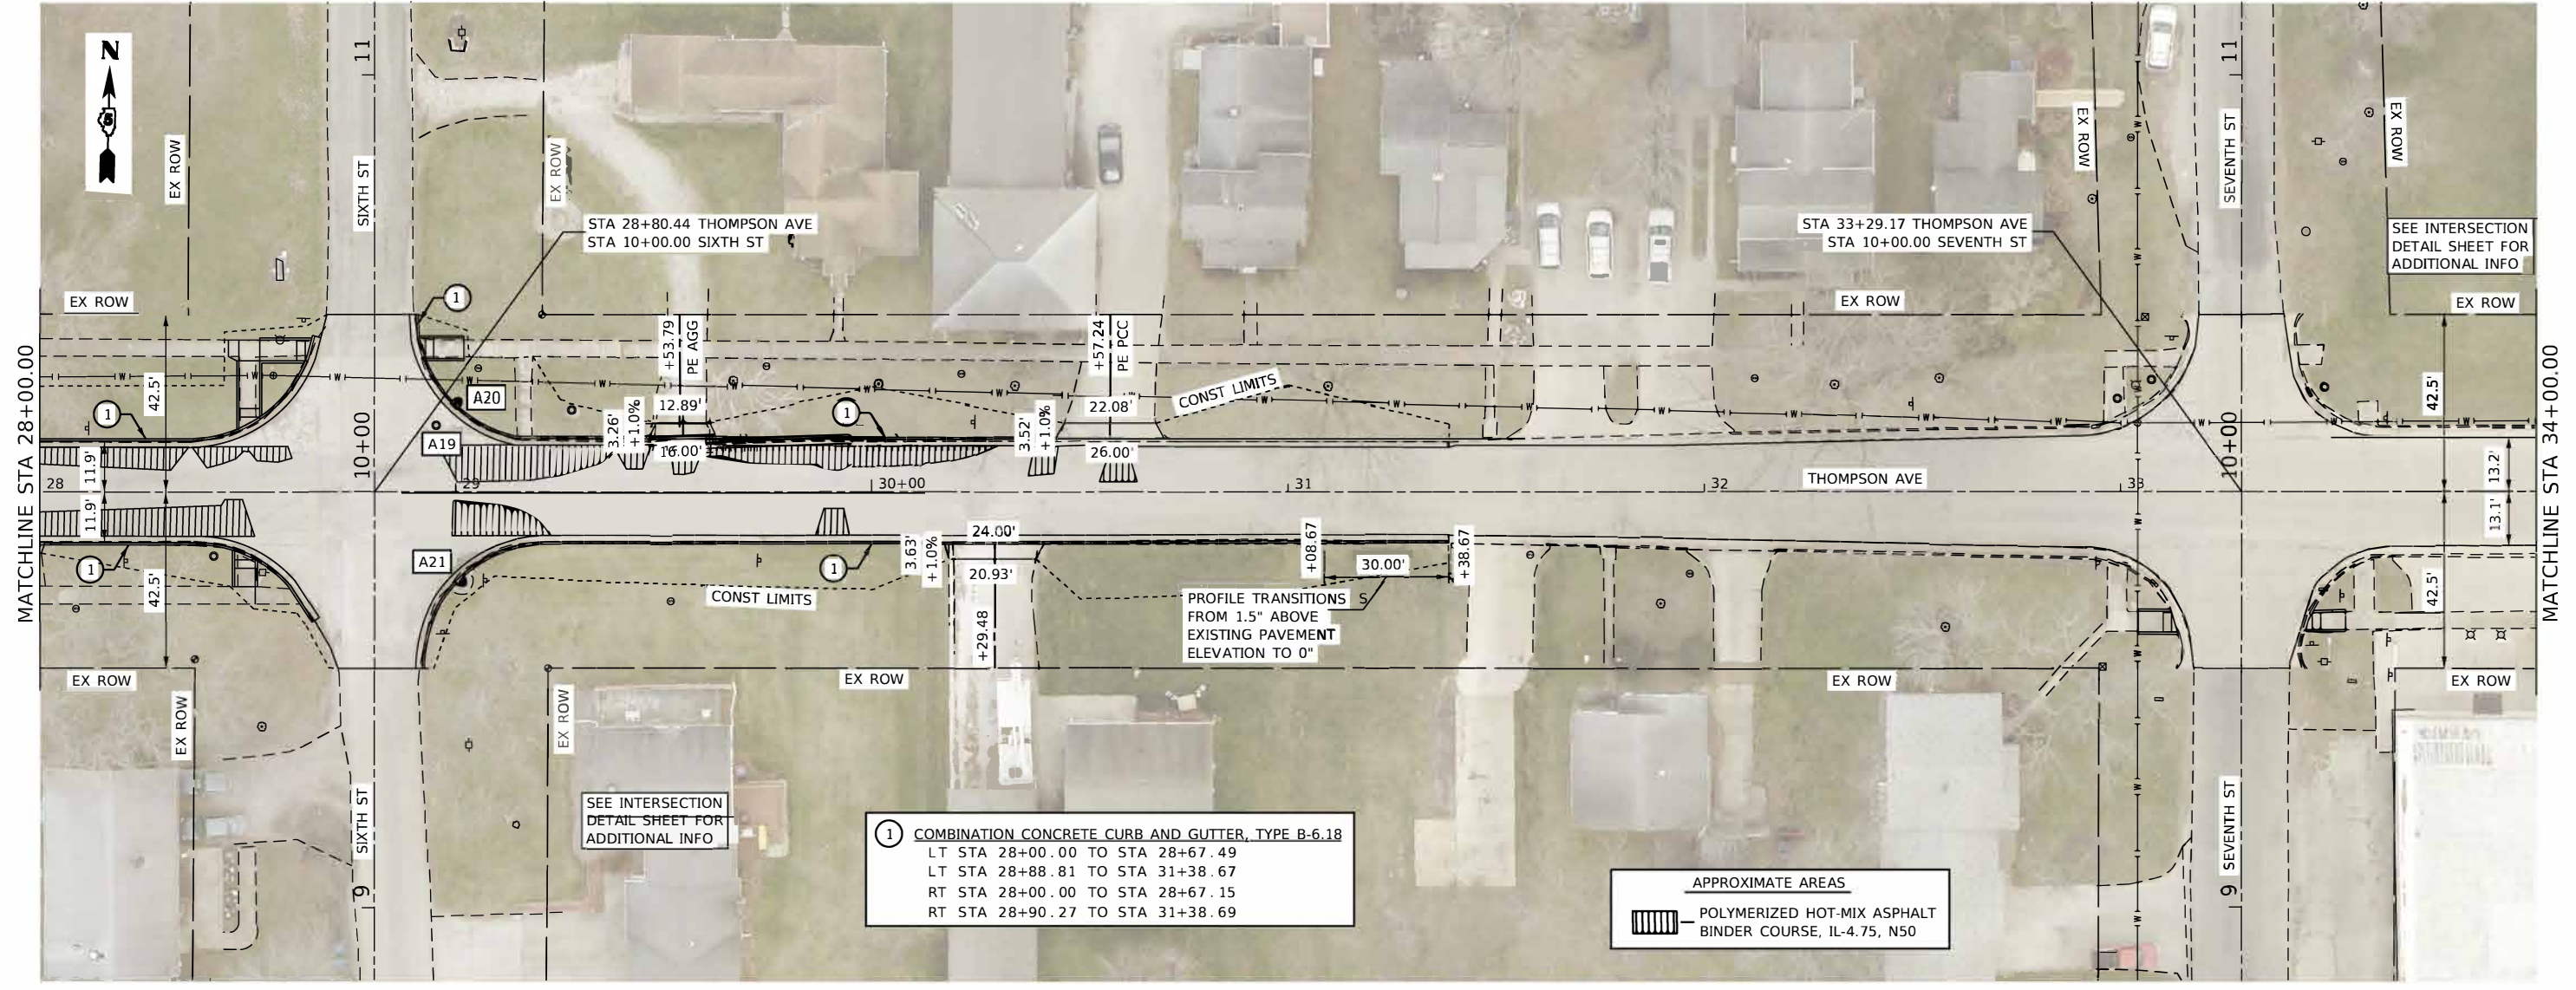 N
5
11
11
EX ROW
SIXTH ST
EX ROW
EX ROW
SEVENTH ST
EX ROW
STA 28+80.44 THOMPSON AVE
STA 10+00.00 SIXTH ST
STA 33+29.17 THOMPSON AVE
STA 10+00.00 SEVENTH ST
SEE INTERSECTION
DETAIL SHEET FOR
ADDITIONAL INFO
EX ROW
1
EX ROW
EX ROW
MATCHLINE STA 28+00.00
MATCHLINE STA 34+00.00
+53.79
PE AGG
+57.24
PE PCC
W W W W W W W W W W W W
42.5'
42.5'
A20
CONST LIMITS
12.89'
22.08'
1
1
3.26'
+1.0%
3.52'
+1.0%
A19
16.00'
26.00'
10+00
10+00
11.9'
13.2'
28
29
30+00
31
32
33
THOMPSON AVE
11.9'
13.1'
24.00'
3.63'
+1.0%
+08.67
30.00'
+38.67
A21
1
1
20.93'
42.5'
42.5'
CONST LIMITS
+29.48
PROFILE TRANSITIONS S
FROM 1.5" ABOVE
EXISTING PAVEMENT
ELEVATION TO 0"
EX ROW
EX ROW
EX ROW
EX ROW
EX ROW
EX ROW
SIXTH ST
SEVENTH ST
SEE INTERSECTION
DETAIL SHEET FOR
ADDITIONAL INFO
1 COMBINATION CONCRETE CURB AND GUTTER, TYPE B-6.18
LT STA 28+00.00 TO STA 28+67.49
LT STA 28+88.81 TO STA 31+38.67
RT STA 28+00.00 TO STA 28+67.15
RT STA 28+90.27 TO STA 31+38.69
APPROXIMATE AREAS
POLYMERIZED HOT-MIX ASPHALT
BINDER COURSE, IL-4.75, N50
9
9